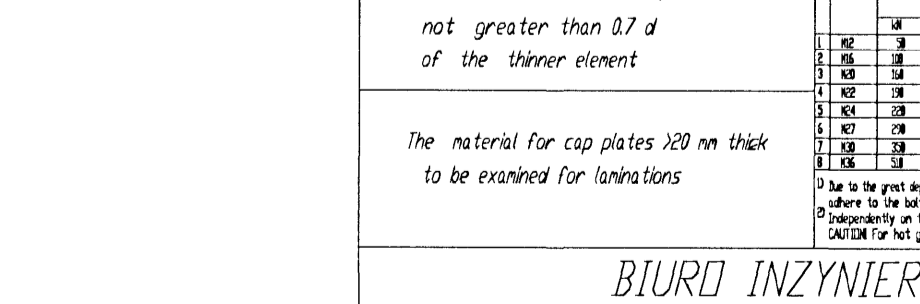 not greater than 0.7 d
of the thinner element
The material for cap plates >20 mm thick
to be examined for laminations
kN
1 M12 50
2 M16 100
3 M20 160
4 M22 190
5 M24 220
6 M27 290
7 M30 350
8 M36 510
1) Due to the great
adhere to the
2) Independently on
CAUTION! For hot
BIURO INZYNIER